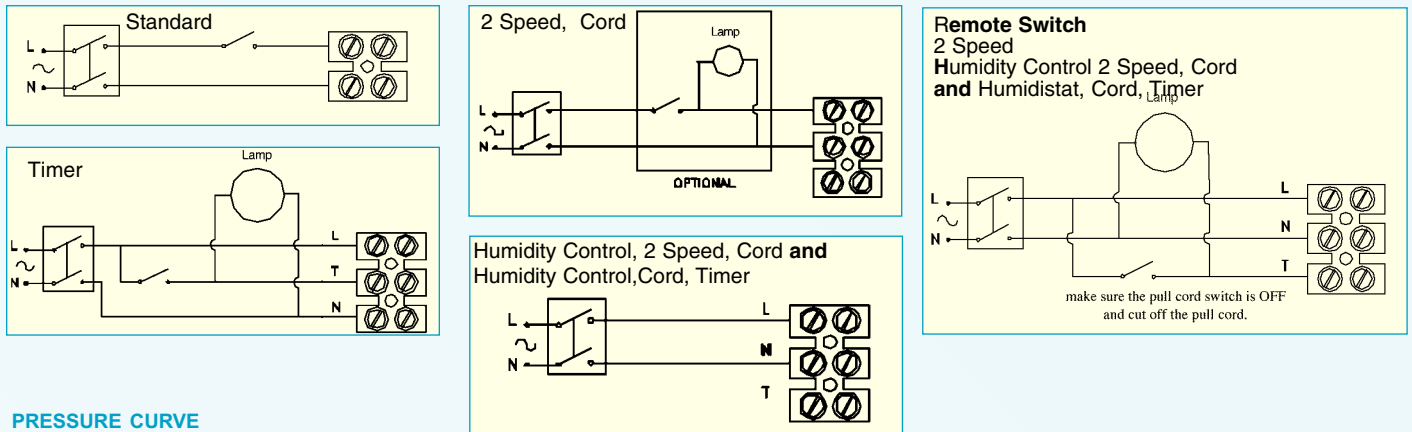 Standard
L
N
Timer
Lamp
L
L
T
N
N
2 Speed, Cord
Lamp
L
N
OPTIONAL
Humidity Control, 2 Speed, Cord and
Humidity Control,Cord, Timer
L
L
N
N
T
Remote Switch
2 Speed
Humidity Control 2 Speed, Cord
and Humidistat, Cord, Timer
Lamp
L
L
N
N
T
make sure the pull cord switch is OFF
and cut off the pull cord.
PRESSURE CURVE